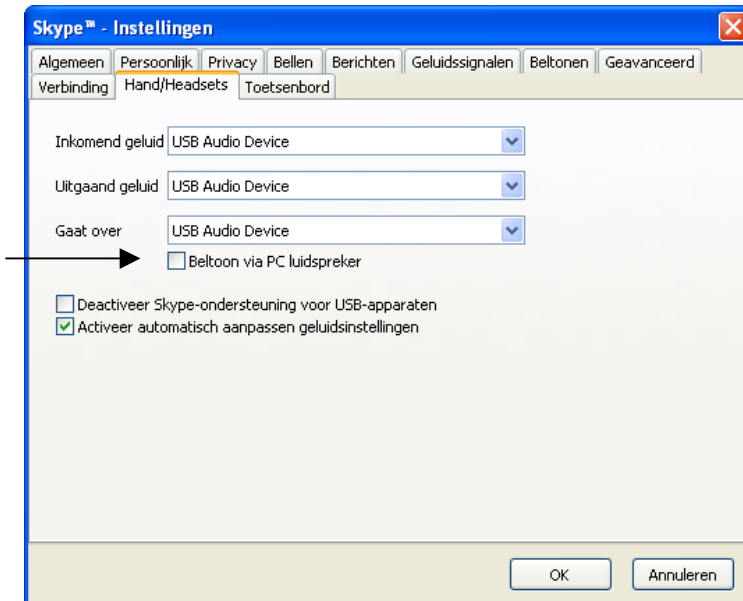 Skype™ - Instellingen
Algemeen Persoonlijk Privacy Bellen Berichten Geluidssignalen Beltonen Geavanceerd
Verbinding Hand/Headsets Toetsenbord
Inkomend geluid USB Audio Device
Uitgaand geluid USB Audio Device
Gaat over USB Audio Device
Beltoon via PC luidspreker
Deactiveer Skype-ondersteuning voor USB-apparaten
Activeer automatisch aanpassen geluidsinstellingen
OK Annuleren